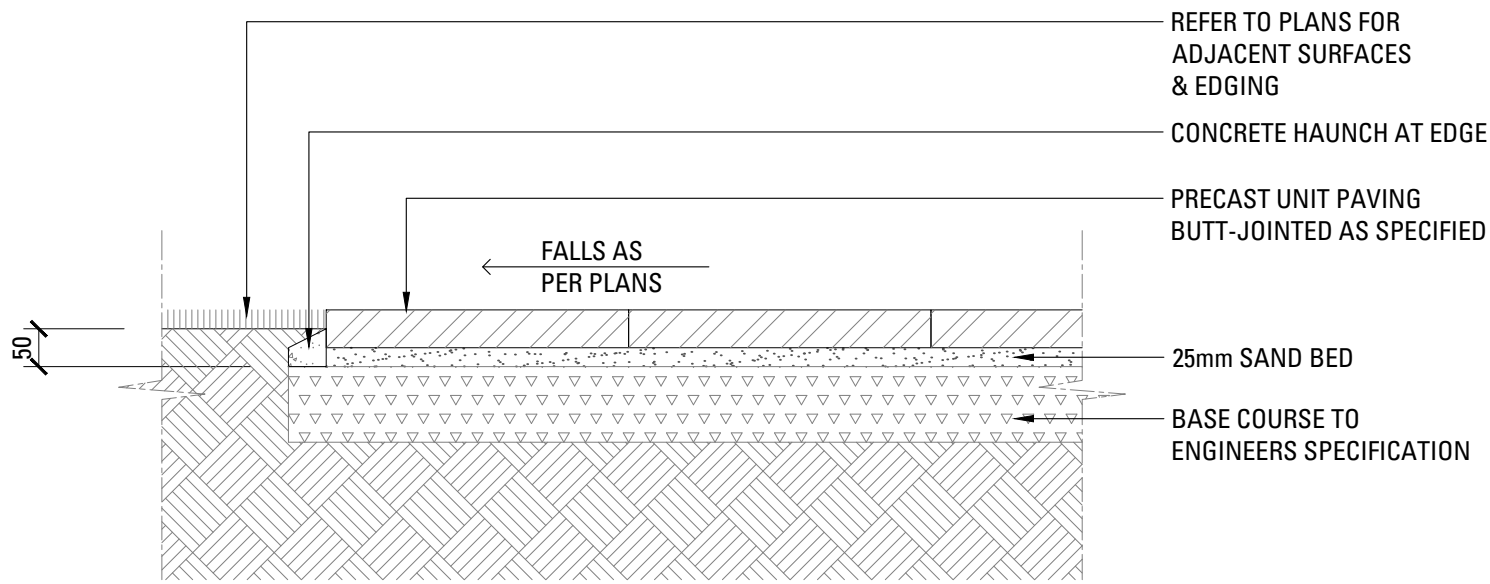 REFER TO PLANS FOR
ADJACENT SURFACES
& EDGING
CONCRETE HAUNCH AT EDGE
PRECAST UNIT PAVING
BUTT-JOINTED AS SPECIFIED
FALLS AS
PER PLANS
50
25mm SAND BED
BASE COURSE TO
ENGINEERS SPECIFICATION